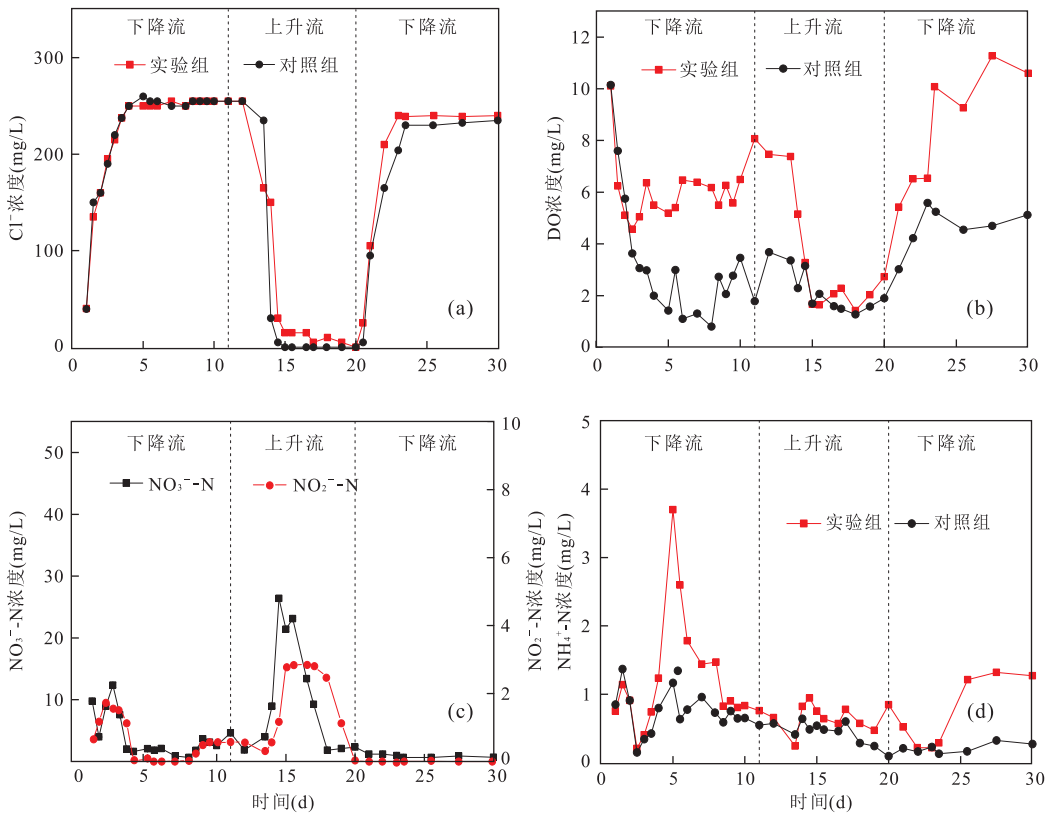 下降流 上升流 下降流
实验组 对照组
300
200
100
0
Cl⁻浓度(mg/L)
(a)
0 5 10 15 20 25 30
下降流 上升流 下降流
实验组 对照组
12
10
8
6
4
2
0
DO浓度(mg/L)
(b)
0 5 10 15 20 25 30
下降流 上升流 下降流
NO₃⁻-N NO₂⁻-N
50
40
30
20
10
NO₃⁻-N浓度(mg/L)
10
8
6
4
2
0
NO₂⁻-N浓度(mg/L)
(c)
0 5 10 15 20 25 30
时间(d)
下降流 上升流 下降流
实验组 对照组
5
4
3
2
1
0
NH₄⁺-N浓度(mg/L)
(d)
0 5 10 15 20 25 30
时间(d)